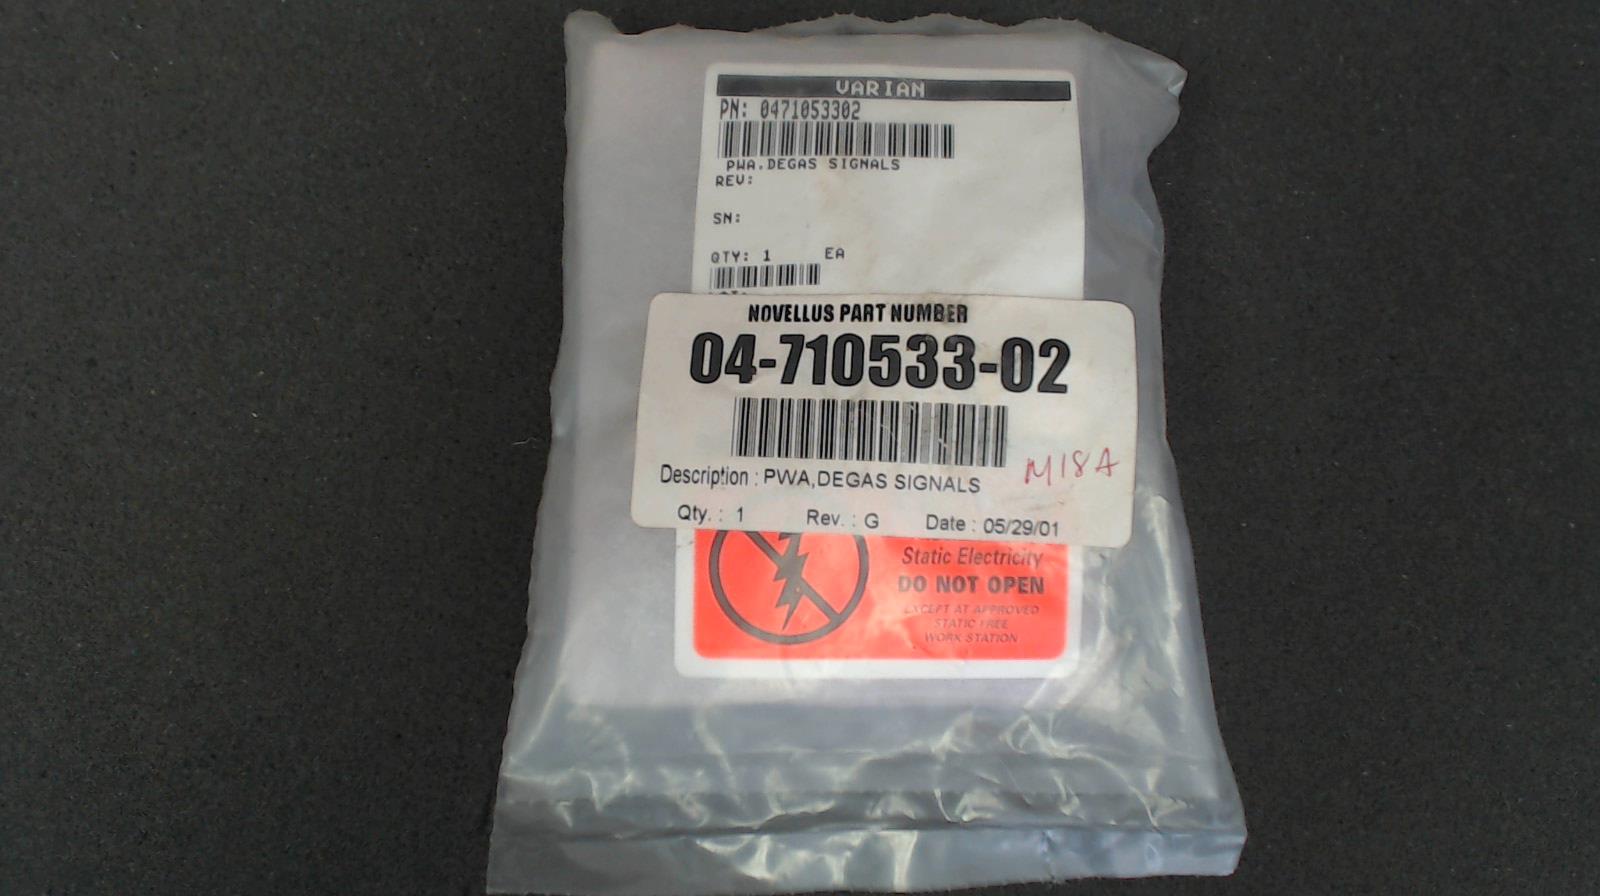 VARIAN
PN: 0471053302
PWA.DEGAS SIGNALS
REV:
SN:
QTY: 1 EA
NOVELLUS PART NUMBER
04-710533-02
Description : PWA,DEGAS SIGNALS
M18A
Qty. : 1 Rev. : G Date : 05/29/01
Static Electricity
DO NOT OPEN
EXCEPT AT APPROVED
STATIC FREE
WORK STATION